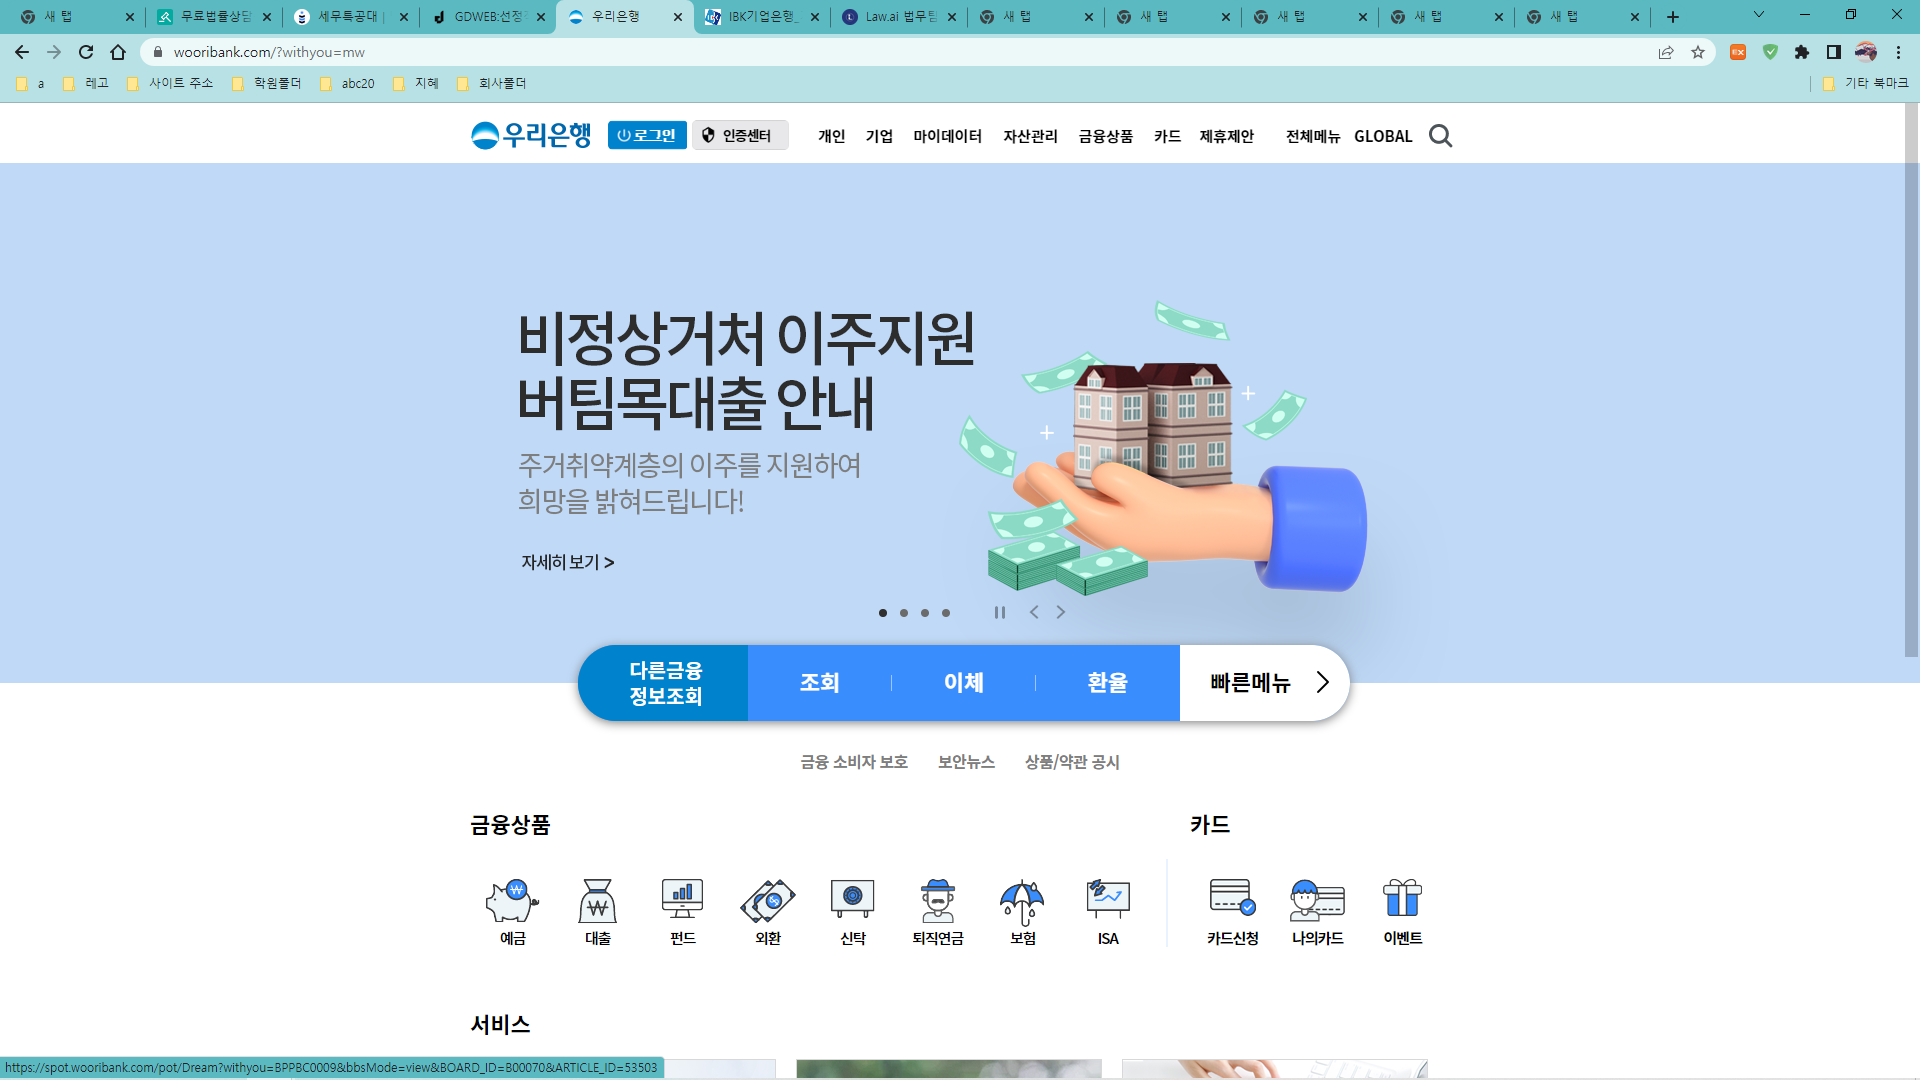 새 탭
무료법률상담
세무특공대
GDWEB:선정
우리은행
IBK기업은행_
Law.ai 법무팀
새 탭
새 탭
새 탭
새 탭
새 탭
wooribank.com/?withyou=mw
EX
a
레고
사이트 주소
학원폴더
abc20
지혜
회사폴더
기타 북마크
우리은행
로그인
인증센터
개인
기업
마이데이터
자산관리
금융상품
카드
제휴제안
전체메뉴
GLOBAL
비정상거처 이주지원
버팀목대출 안내
주거취약계층의 이주를 지원하여
희망을 밝혀드립니다!
자세히 보기 >
다른금융
정보조회
조회
이체
환율
빠른메뉴
금융 소비자 보호
보안뉴스
상품/약관 공시
금융상품
카드
예금
대출
펀드
외환
신탁
퇴직연금
보험
ISA
카드신청
나의카드
이벤트
서비스
https://spot.wooribank.com/pot/Dream?withyou=BPPBC0009&bbsMode=view&BOARD_ID=B00070&ARTICLE_ID=53503